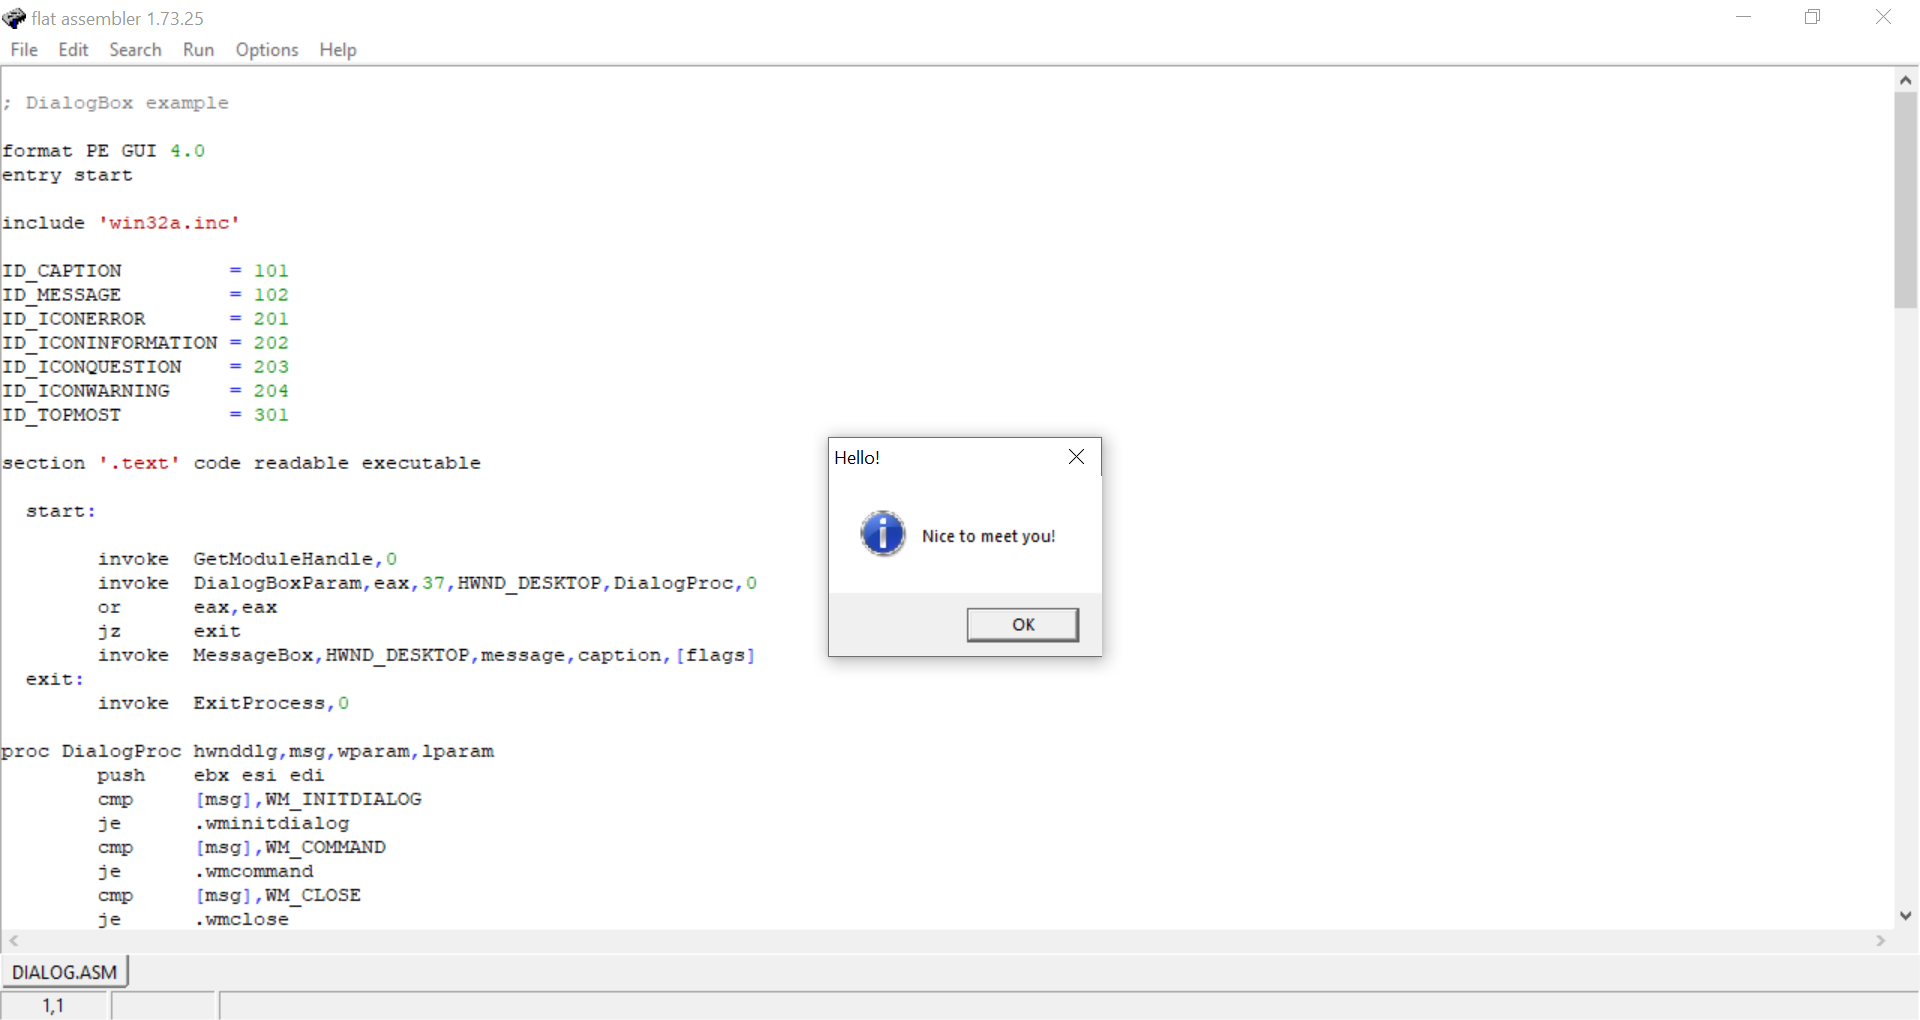 flat assembler 1.73.25
File Edit Search Run Options Help
; DialogBox example
format PE GUI 4.0
entry start
include 'win32a.inc'
ID_CAPTION = 101
ID_MESSAGE = 102
ID_ICONERROR = 201
ID_ICONINFORMATION = 202
ID_ICONQUESTION = 203
ID_ICONWARNING = 204
ID_TOPMOST = 301
section '.text' code readable executable
start:
invoke GetModuleHandle,0
invoke DialogBoxParam,eax,37,HWND_DESKTOP,DialogProc,0
or eax,eax
jz exit
invoke MessageBox,HWND_DESKTOP,message,caption,[flags]
exit:
invoke ExitProcess,0
proc DialogProc hwnddlg,msg,wparam,lparam
push ebx esi edi
cmp [msg],WM_INITDIALOG
je .wminitdialog
cmp [msg],WM_COMMAND
je .wmcommand
cmp [msg],WM_CLOSE
je .wmclose
Hello!
Nice to meet you!
OK
DIALOG.ASM
1,1